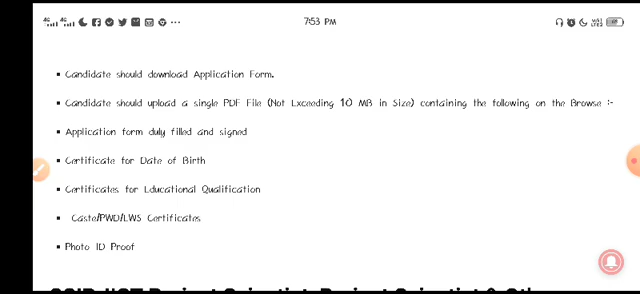 4G 4G 7:53 PM
▪ Candidate should download Application Form.
▪ Candidate should upload a single PDF File (Not Exceeding 10 MB in Size) containing the following on the Browse :-
▪ Application form duly filled and signed
▪ Certificate for Date of Birth
▪ Certificates for Educational Qualification
▪ Caste/PWD/EWS Certificates
▪ Photo ID Proof